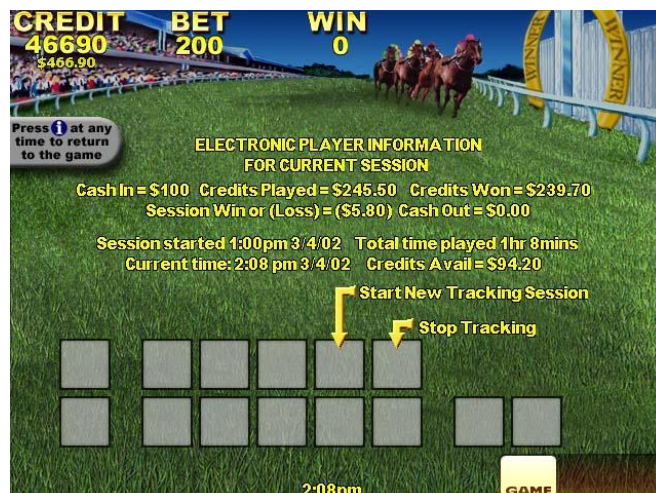 CREDIT BET WIN
46690 200 0
$466.90
WINNER WINNER
Press i at any
time to return
to the game
ELECTRONIC PLAYER INFORMATION
FOR CURRENT SESSION
Cash In = $100 Credits Played = $245.50 Credits Won = $239.70
Session Win or (Loss) = ($5.80) Cash Out = $0.00
Session started 1:00pm 3/4/02 Total time played 1hr 8mins
Current time: 2:08 pm 3/4/02 Credits Avail = $94.20
Start New Tracking Session
Stop Tracking
2:08pm
GAME